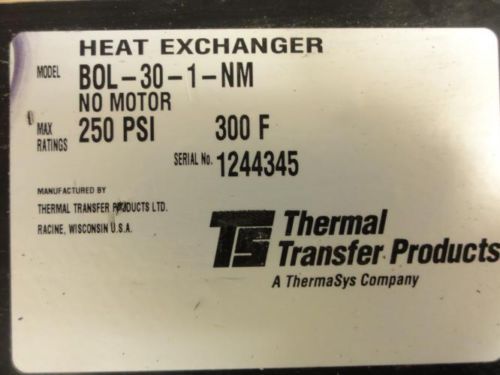 HEAT EXCHANGER
MODEL BOL-30-1-NM
NO MOTOR
MAX RATINGS 250 PSI 300 F
SERIAL No. 1244345
MANUFACTURED BY
THERMAL TRANSFER PRODUCTS LTD.
RACINE, WISCONSIN U.S.A.
TTS Thermal
Transfer Products
A ThermaSys Company